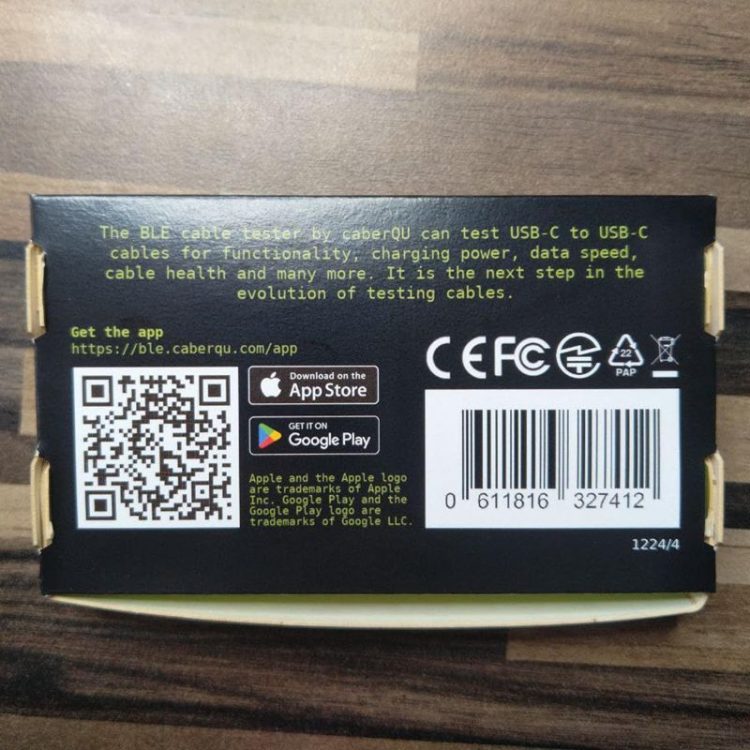 The BLE cable tester by caberQU can test USB-C to USB-C
cables for functionality, charging power, data speed,
cable health and many more. It is the next step in the
evolution of testing cables.
Get the app
https://ble.caberqu.com/app
Download on the
App Store
GET IT ON
Google Play
Apple and the Apple logo
are trademarks of Apple
Inc. Google Play and the
Google Play logo are
trademarks of Google LLC.
CE FC
22
PAP
0 611816 327412
1224/4